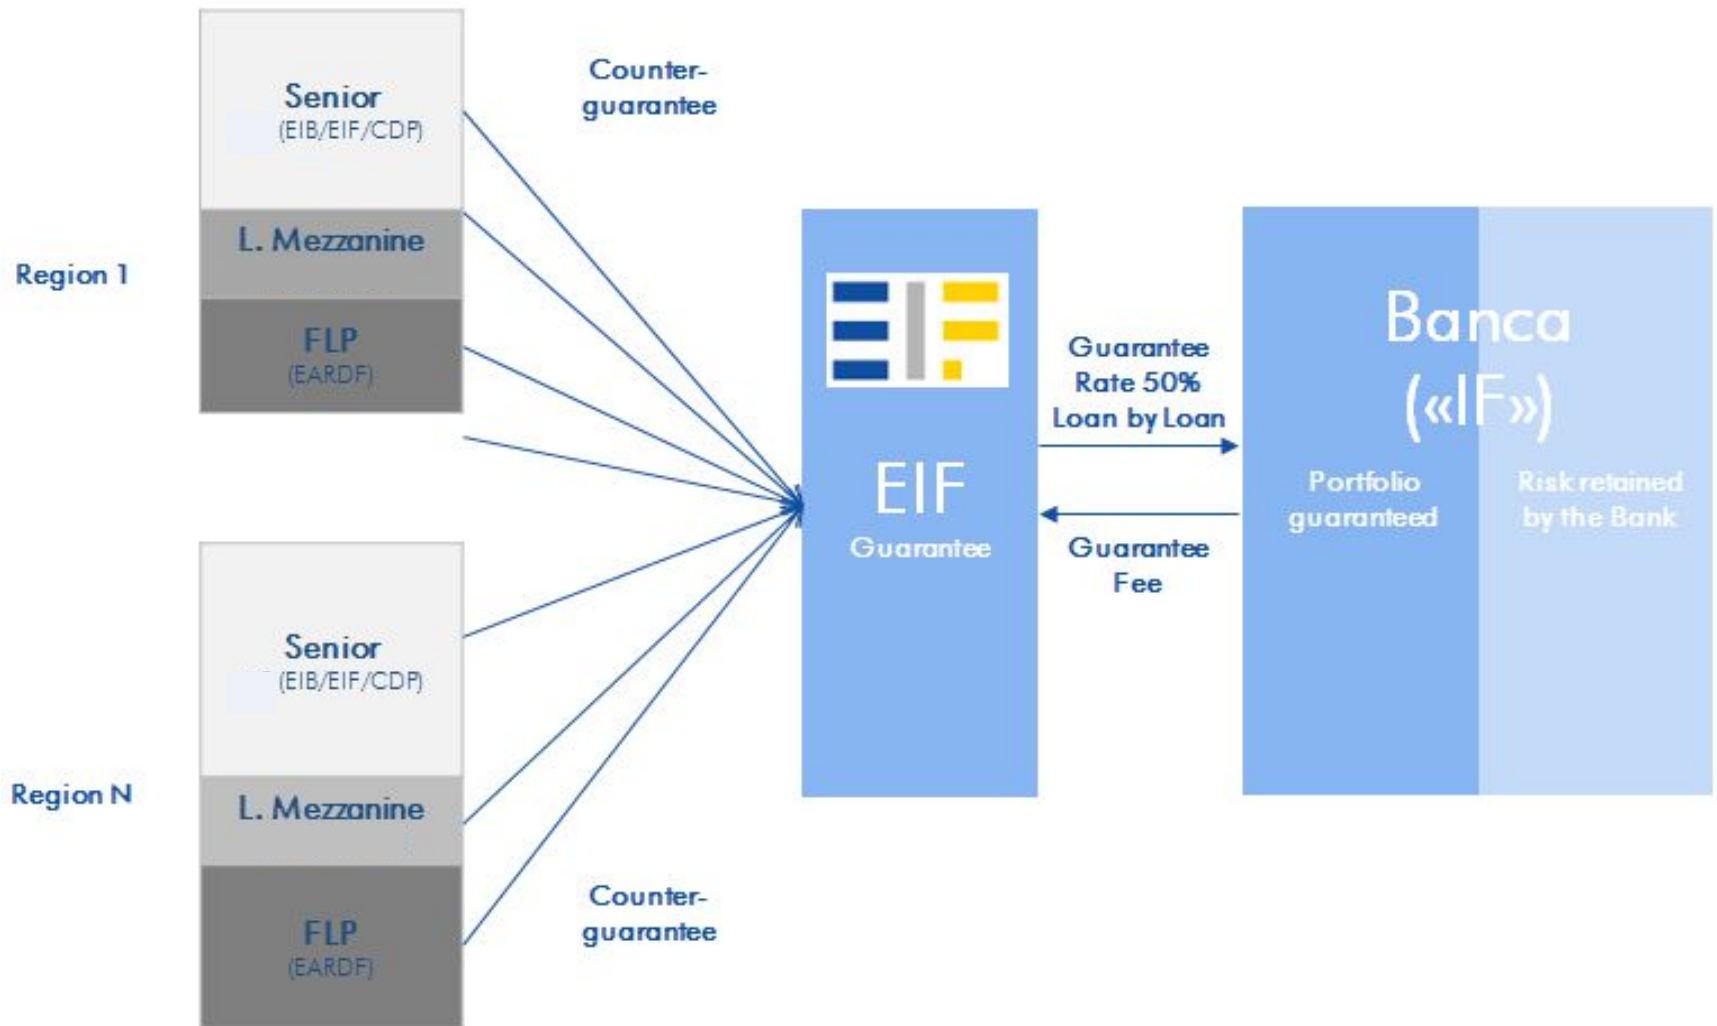 Region 1
Senior
(EIB/EIF/CDP)
L. Mezzanine
FLP
(EARDF)
Counter-
guarantee
Region N
Senior
(EIB/EIF/CDP)
L. Mezzanine
FLP
(EARDF)
Counter-
guarantee
EIF
Guarantee
Guarantee
Rate 50%
Loan by Loan
Guarantee
Fee
Banca
(«IF»)
Portfolio
guaranteed
Risk retained
by the Bank